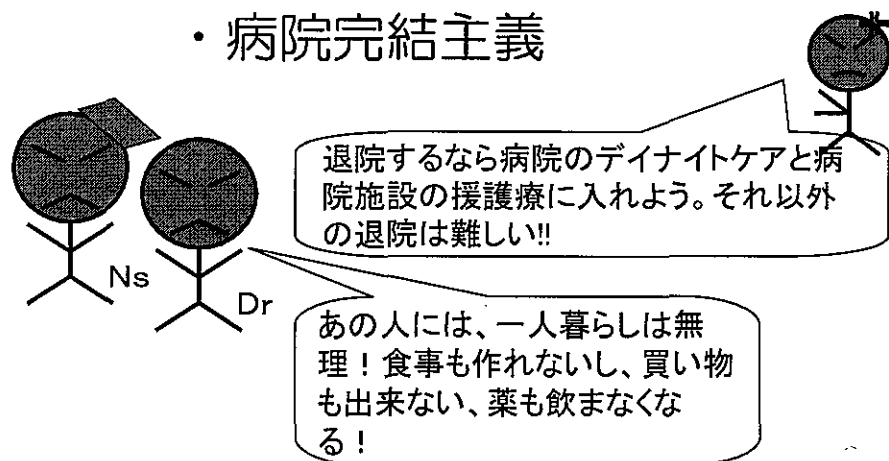 ・病院完結主義
退院するなら病院のデイナイトケアと病
院施設の援護療に入れよう。それ以外
の退院は難しい!!
Ns
Dr
あの人には、一人暮らしは無
理！食事も作れないし、買い物
も出来ない、薬も飲まなくな
る！